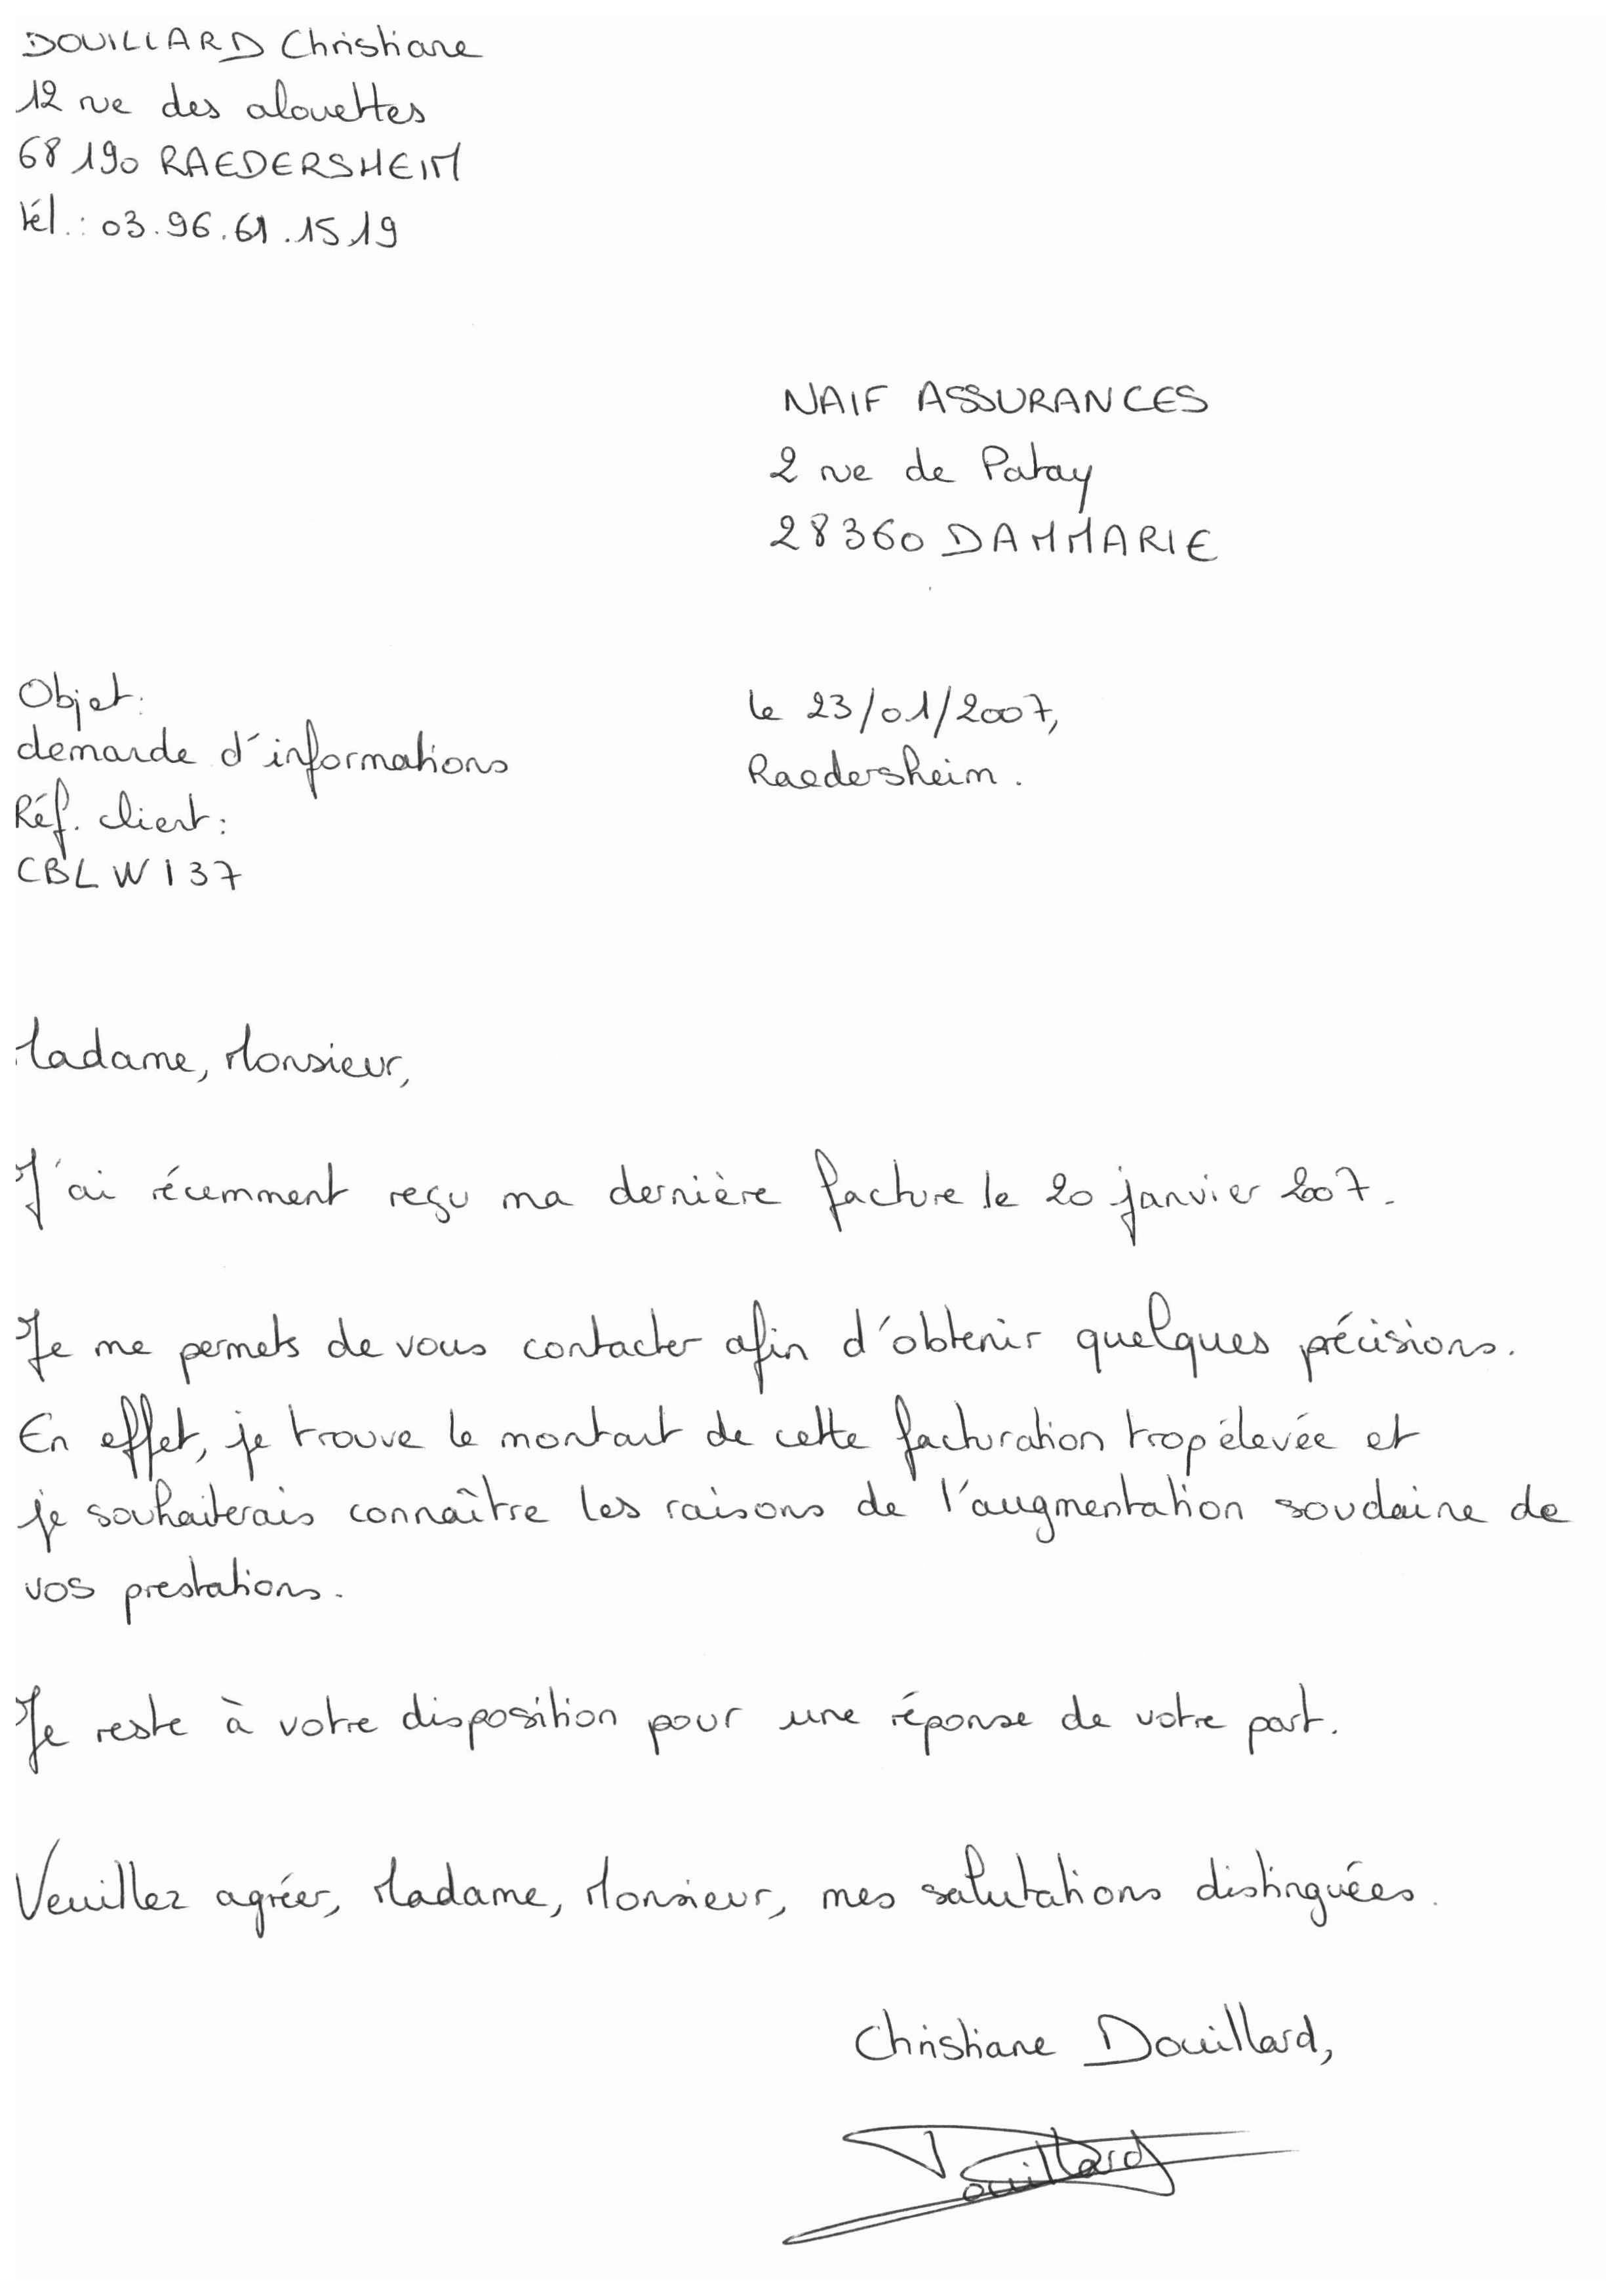 DOUILLARD Christiane
12 rue des alouettes
68190 RAEDERSHEIM
tél.: 03.96.61.15.19
NAIF ASSURANCES
2 rue de Patay
28360 DAMMARIE
Objet:
demande d'informations
Réf. client:
CBLWI37
le 23/01/2007,
Raedersheim.
Madame, Monsieur,
J'ai récemment reçu ma dernière facture le 20 janvier 2007.
Je me permets de vous contacter afin d'obtenir quelques précisions.
En effet, je trouve le montant de cette facturation trop élevée et
je souhaiterais connaître les raisons de l'augmentation soudaine de
vos prestations.
Je reste à votre disposition pour une réponse de votre part.
Veuillez agréer, Madame, Monsieur, mes salutations distinguées.
Christiane Douillard,
Douillard